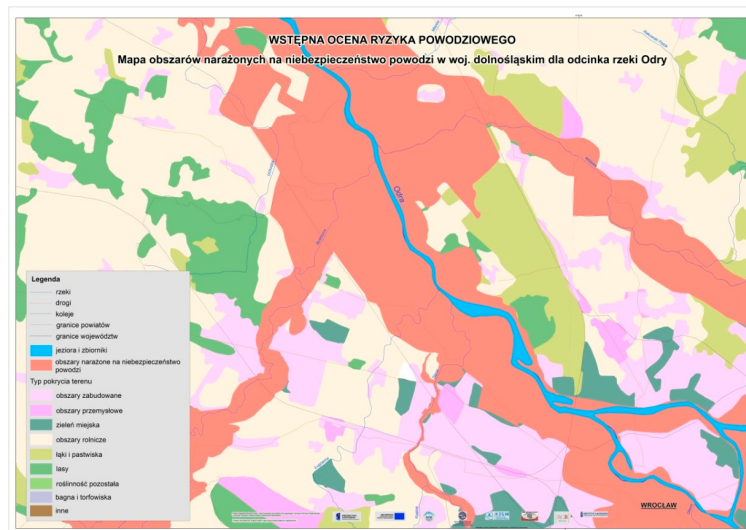 WSTĘPNA OCENA RYZYKA POWODZIOWEGO
Mapa obszarów narażonych na niebezpieczeństwo powodzi w woj. dolnośląskim dla odcinka rzeki Odry
Odra
Legenda
rzeki
drogi
koleje
granice powiatów
granice województw
jeziora i zbiorniki
obszary narażone na niebezpieczeństwo
powodzi
Typ pokrycia terenu
obszary zabudowane
obszary przemysłowe
zieleń miejska
obszary rolnicze
łąki i pastwiska
lasy
roślinność pozostała
bagna i torfowiska
inne
WROCŁAW